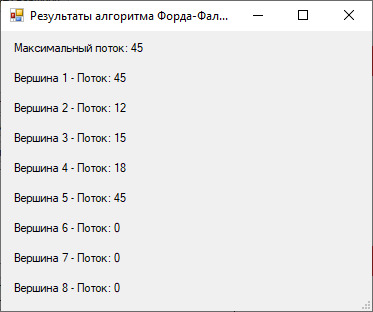 Результаты алгоритма Форда-Фал...
Максимальный поток: 45
Вершина 1 - Поток: 45
Вершина 2 - Поток: 12
Вершина 3 - Поток: 15
Вершина 4 - Поток: 18
Вершина 5 - Поток: 45
Вершина 6 - Поток: 0
Вершина 7 - Поток: 0
Вершина 8 - Поток: 0